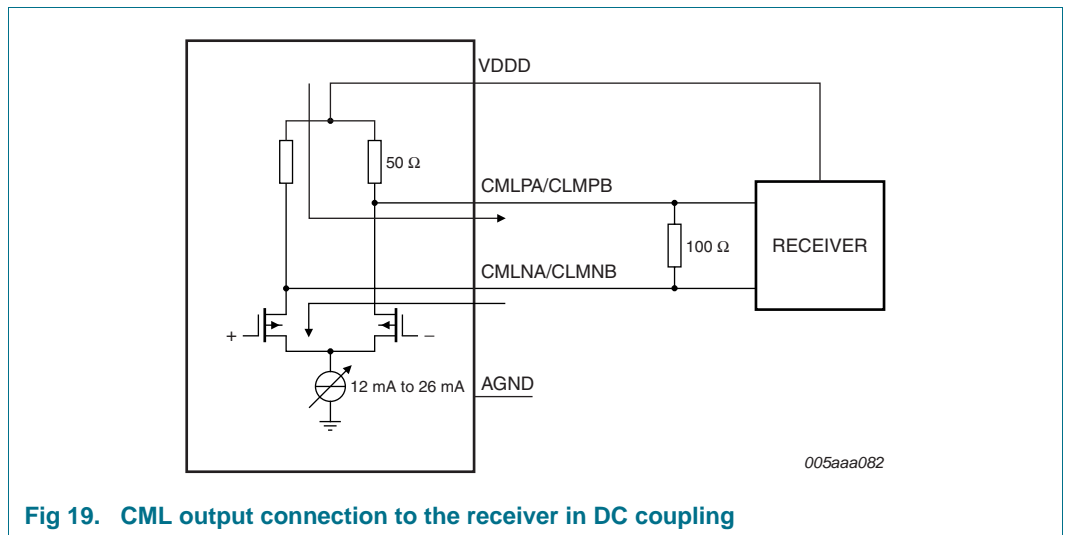 VDDD
50 Ω
CMLPA/CLMPB
100 Ω
RECEIVER
CMLNA/CLMNB
+
−
12 mA to 26 mA
AGND
005aaa082
Fig 19. CML output connection to the receiver in DC coupling